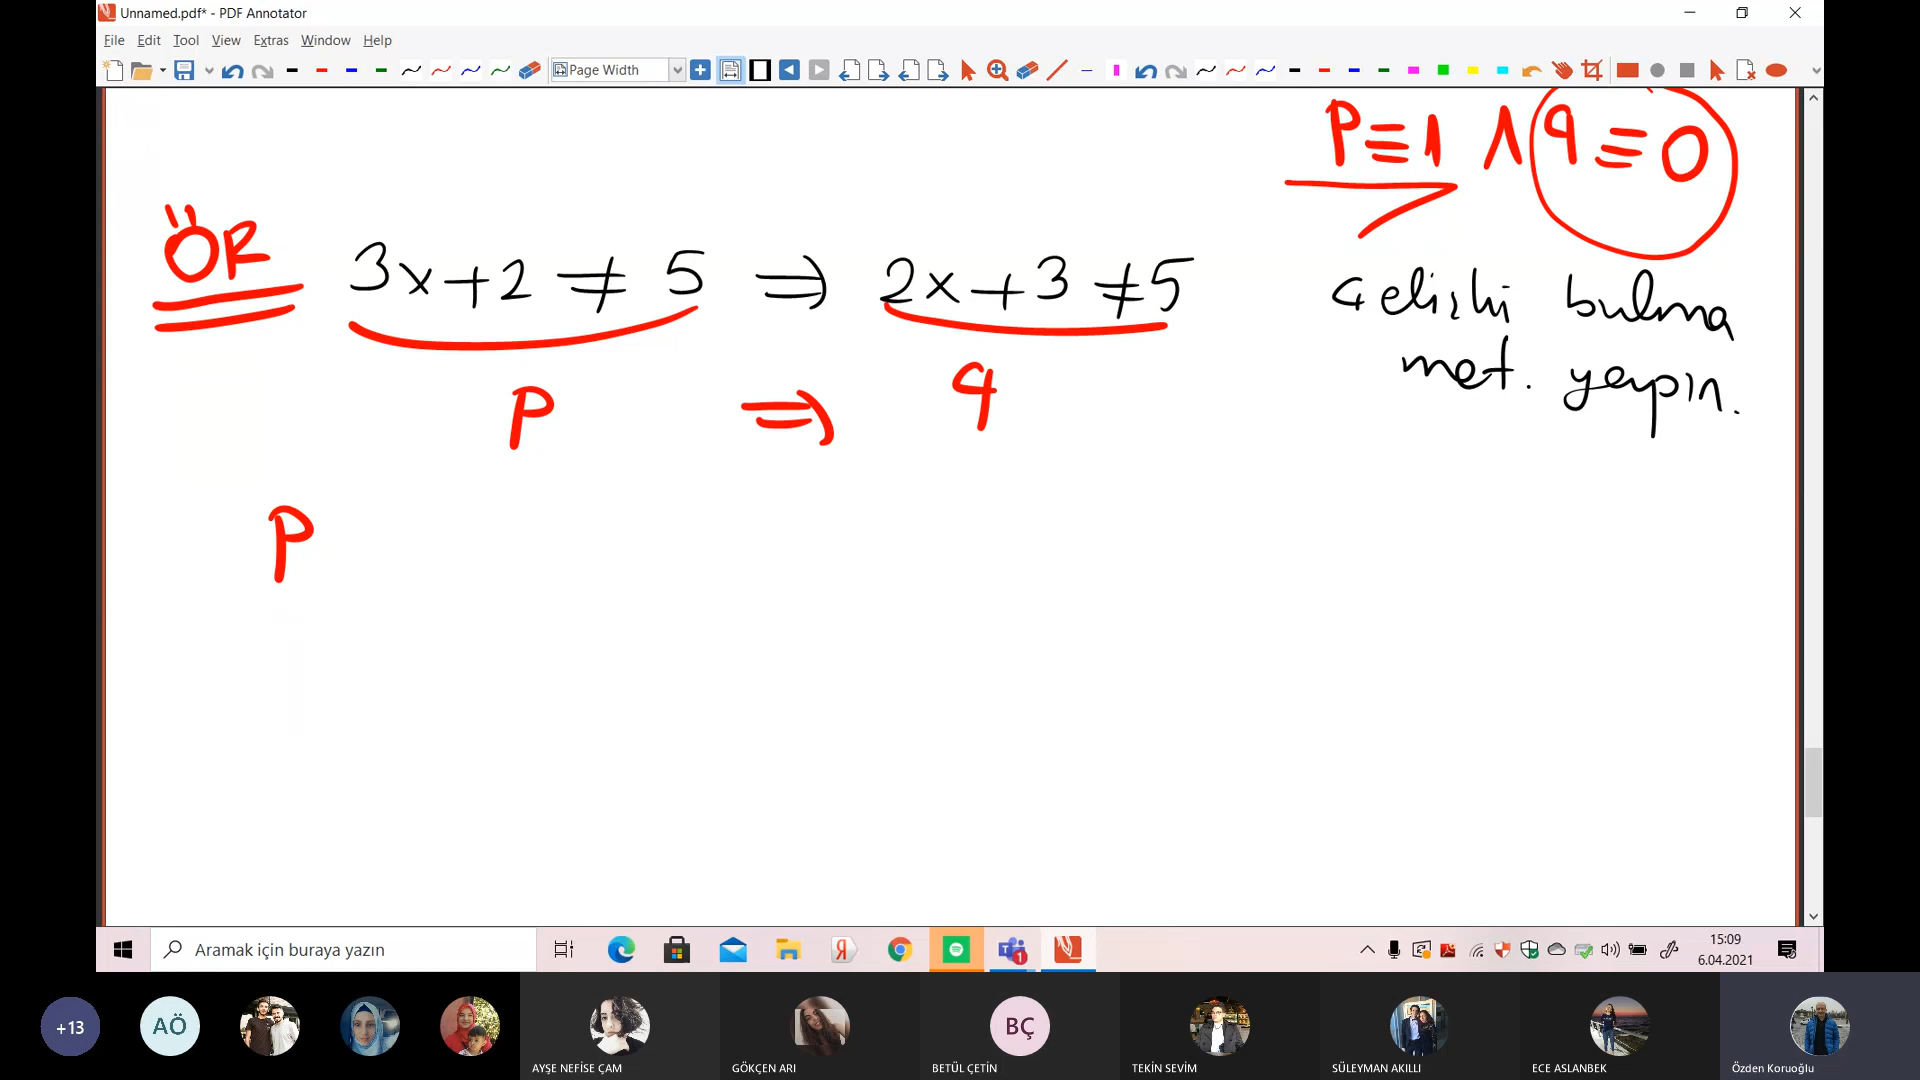 Unnamed.pdf* - PDF Annotator
File Edit Tool View Extras Window Help
Page Width
P≡1 ∧ q≡0
ÖR 3x+2 ≠ 5 ⇒ 2x+3 ≠ 5
çelişki bulma
met. yapın.
P ⇒ q
P
Aramak için buraya yazın
1
15:09
6.04.2021
+13
AÖ
BÇ
AYŞE NEFİSE ÇAM
GÖKÇEN ARI
BETÜL ÇETİN
TEKİN SEVİM
SÜLEYMAN AKILLI
ECE ASLANBEK
Özden Koruoğlu